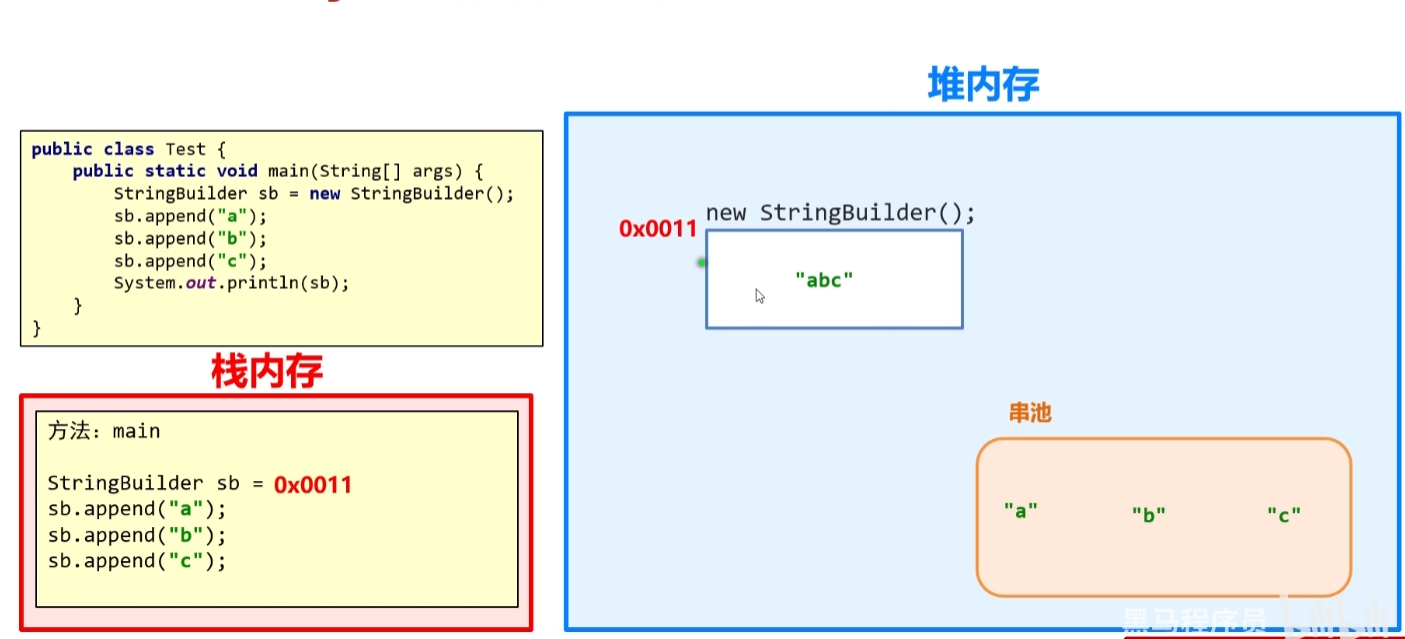 堆内存
public class Test {
public static void main(String[] args) {
StringBuilder sb = new StringBuilder();
sb.append("a");
sb.append("b");
sb.append("c");
System.out.println(sb);
}
}
new StringBuilder();
0x0011
"abc"
栈内存
方法: main
StringBuilder sb = 0x0011
sb.append("a");
sb.append("b");
sb.append("c");
串池
"a" "b" "c"
黑马程序员